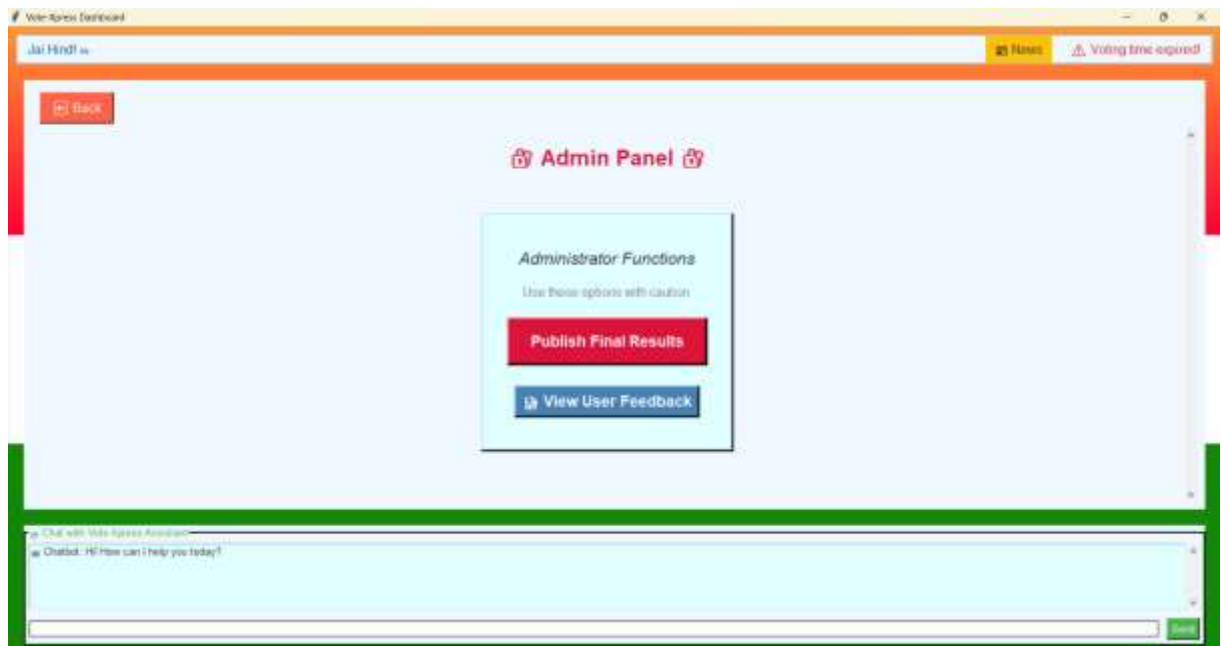 Vote-Xpress Dashboard
Jai Hind!
News
Voting time expired!
Back
Admin Panel
Administrator Functions
Use these options with caution
Publish Final Results
View User Feedback
Chat with Vote-Xpress Assistant
Chatbot: Hi! How can I help you today?
Send